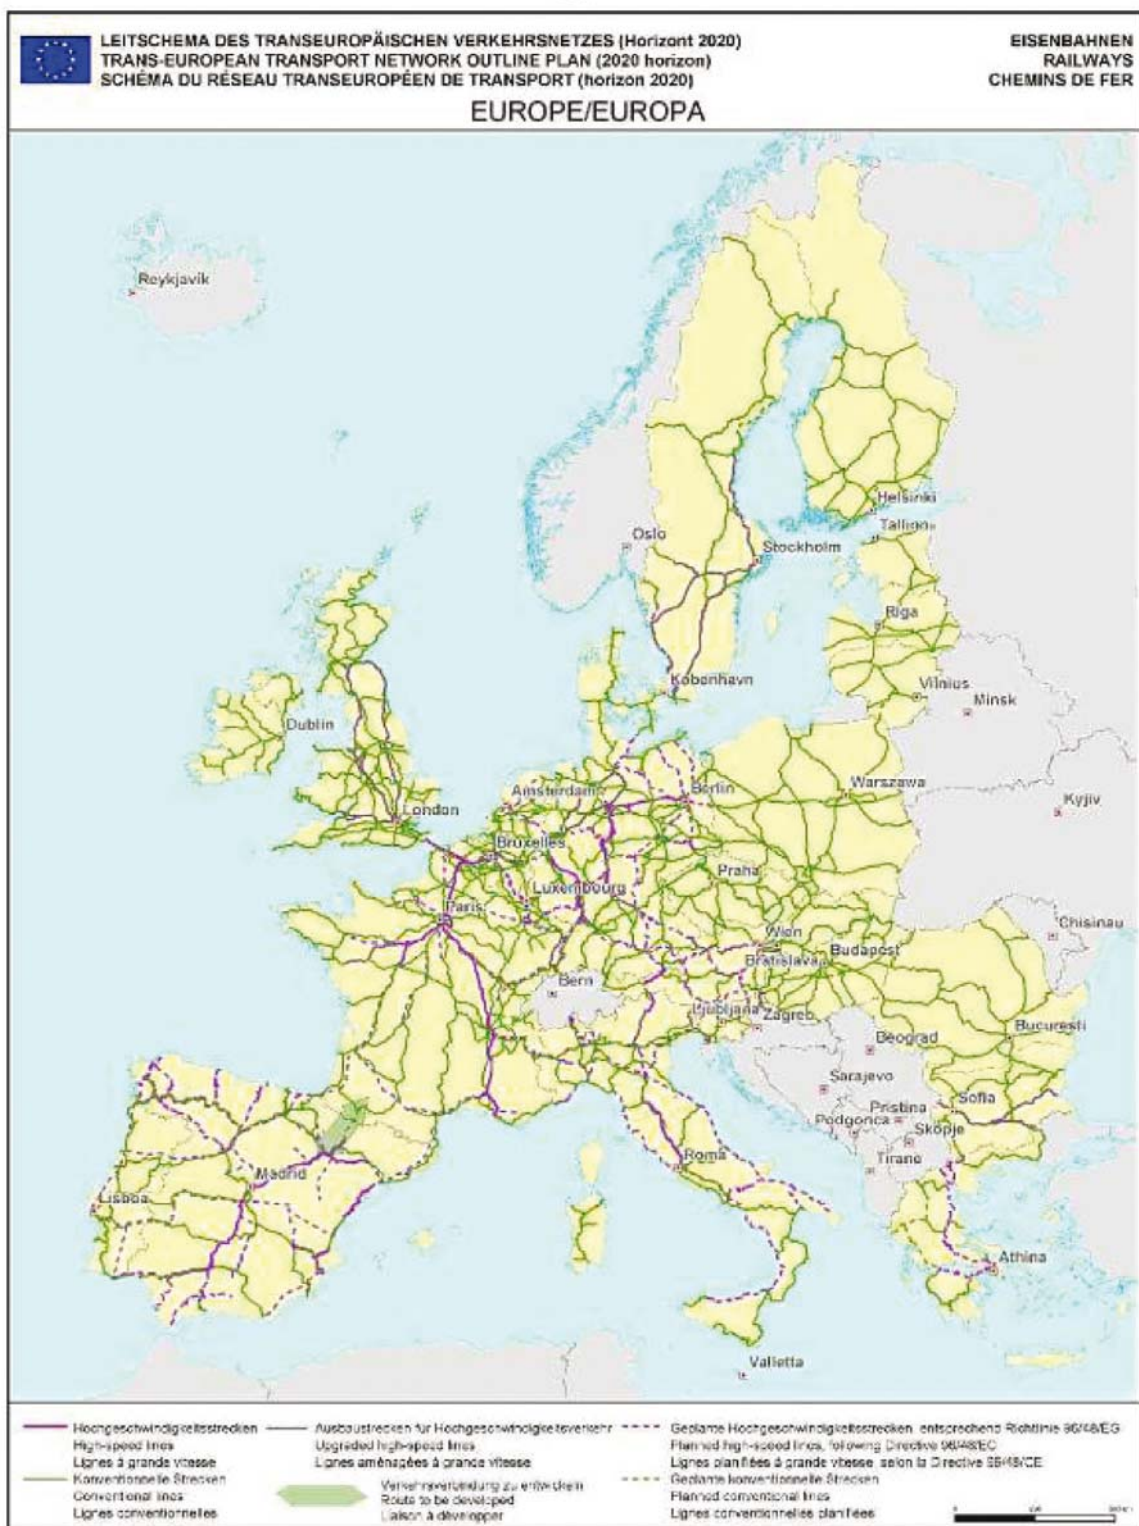 LEITSCHEMA DES TRANSEUROPÄISCHEN VERKEHRSNETZES (Horizont 2020)
TRANS-EUROPEAN TRANSPORT NETWORK OUTLINE PLAN (2020 horizon)
SCHÉMA DU RÉSEAU TRANSEUROPÉEN DE TRANSPORT (horizon 2020)
EISENBAHNEN
RAILWAYS
CHEMINS DE FER
EUROPE/EUROPA
Reykjavík
Helsinki
Tallinn
Oslo
Stockholm
Riga
København
Vilnius
Minsk
Dublin
Amsterdam
Berlin
Warszawa
London
Kyjiv
Bruxelles
Praha
Luxembourg
Paris
Chisinau
Wien
Budapest
Bratislava
Bern
Ljubljana
Zagreb
Bucuresti
Beograd
Sarajevo
Sofia
Pristina
Podgorica
Skopje
Roma
Tirane
Madrid
Lisboa
Athina
Valletta
Hochgeschwindigkeitsstrecken
High-speed lines
Lignes à grande vitesse
Konventionelle Strecken
Conventional lines
Lignes conventionnelles
Ausbaustrecken für Hochgeschwindigkeitsverkehr
Upgraded high-speed lines
Lignes aménagées à grande vitesse
Verkehrsverbindung zu entwickeln
Route to be developed
Liaison à développer
Geplante Hochgeschwindigkeitsstrecken, entsprechend Richtlinie 96/48/EG
Planned high-speed lines, following Directive 96/48/EC
Lignes planifiées à grande vitesse, selon la Directive 96/48/CE
Geplante konventionelle Strecken
Planned conventional lines
Lignes conventionnelles planifiées
0